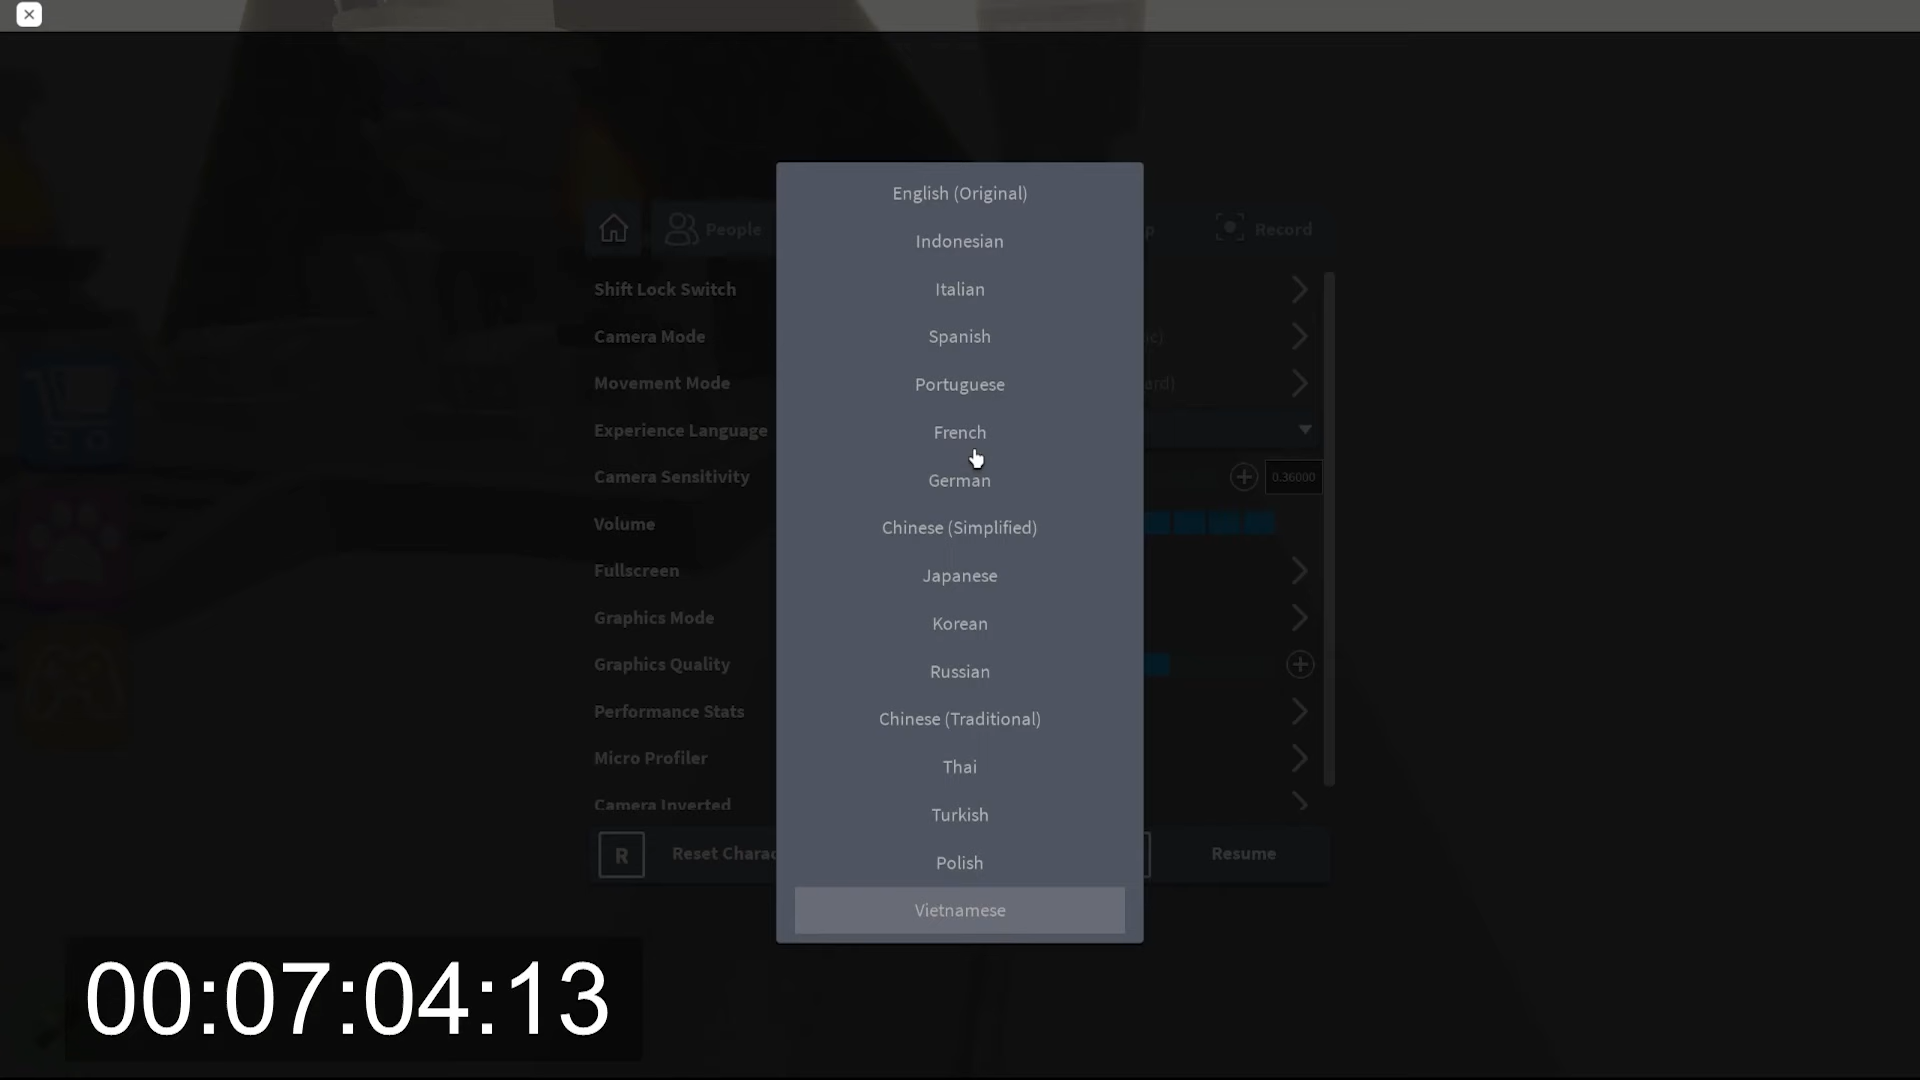 English (Original)
Indonesian
Italian
Spanish
Portuguese
French
German
Chinese (Simplified)
Japanese
Korean
Russian
Chinese (Traditional)
Thai
Turkish
Polish
Vietnamese
People
Record
Shift Lock Switch
Camera Mode
Movement Mode
Experience Language
Camera Sensitivity
0.36000
Volume
Fullscreen
Graphics Mode
Graphics Quality
Performance Stats
Micro Profiler
Camera Inverted
R
Reset Charac
Resume
00:07:04:13